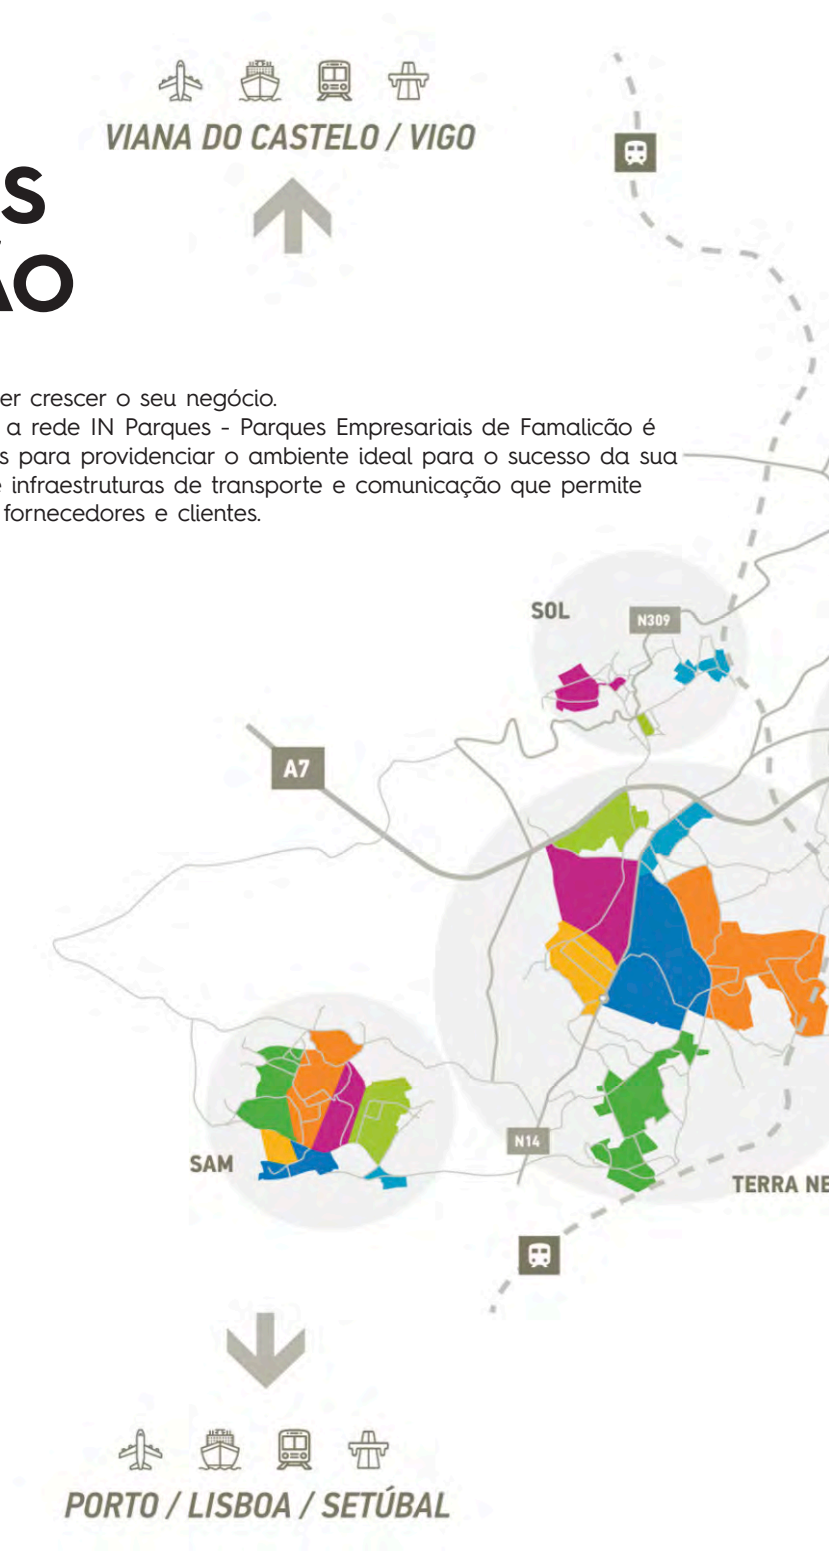 VIANA DO CASTELO / VIGO
S
ÃO
er crescer o seu negócio.
a rede IN Parques - Parques Empresariais de Famalicão é
s para providenciar o ambiente ideal para o sucesso da sua
e infraestruturas de transporte e comunicação que permite
fornecedores e clientes.
SOL
N309
A7
N14
SAM
TERRA NE
PORTO / LISBOA / SETÚBAL